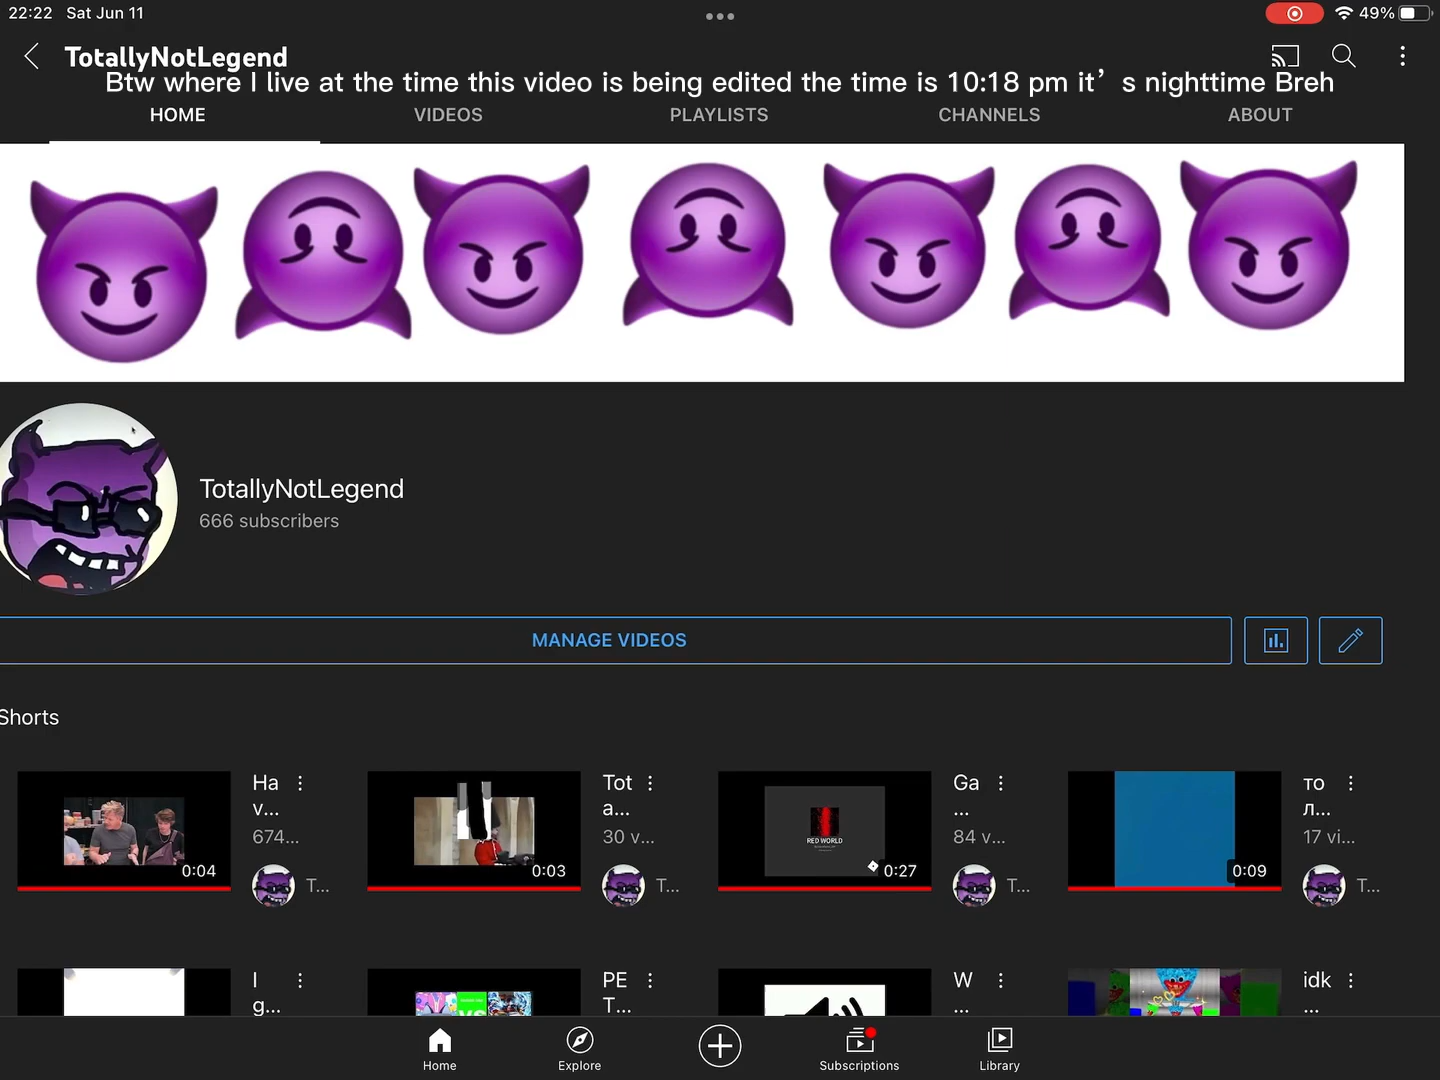 22:22 Sat Jun 11
49%
TotallyNotLegend
Btw where I live at the time this video is being edited the time is 10:18 pm it’s nighttime Breh
HOME VIDEOS PLAYLISTS CHANNELS ABOUT
TotallyNotLegend
666 subscribers
MANAGE VIDEOS
Shorts
0:04
Ha
v...
674...
T...
0:03
Tot
a...
30 v...
T...
RED WORLD
0:27
Ga
...
84 v...
T...
0:09
то
л...
17 vi...
T...
I
g...
VS
PE
T...
W
...
idk
...
Home Explore Subscriptions Library